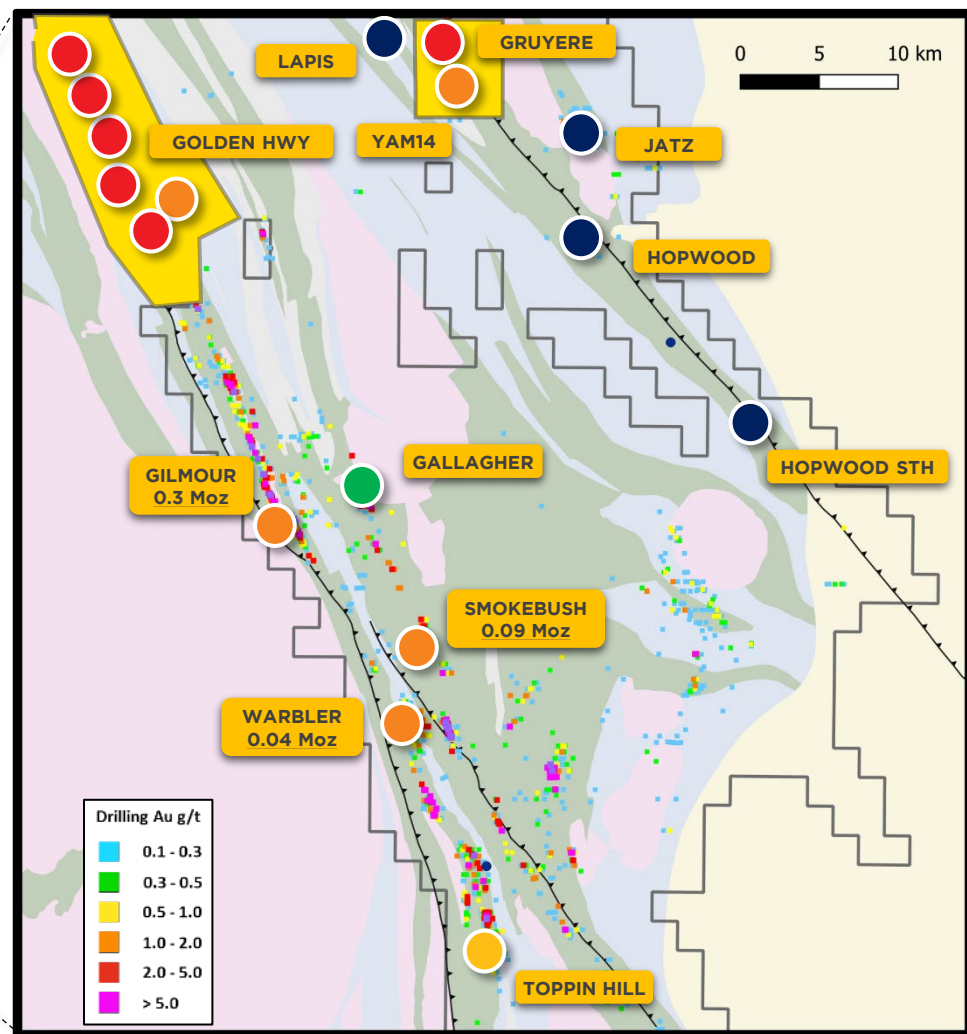 LAPIS
GRUYERE
0 5 10 km
GOLDEN HWY
YAM14
JATZ
HOPWOOD
GILMOUR
0.3 Moz
GALLAGHER
HOPWOOD STH
SMOKEBUSH
0.09 Moz
WARBLER
0.04 Moz
Drilling Au g/t
0.1 - 0.3
0.3 - 0.5
0.5 - 1.0
1.0 - 2.0
2.0 - 5.0
> 5.0
TOPPIN HILL